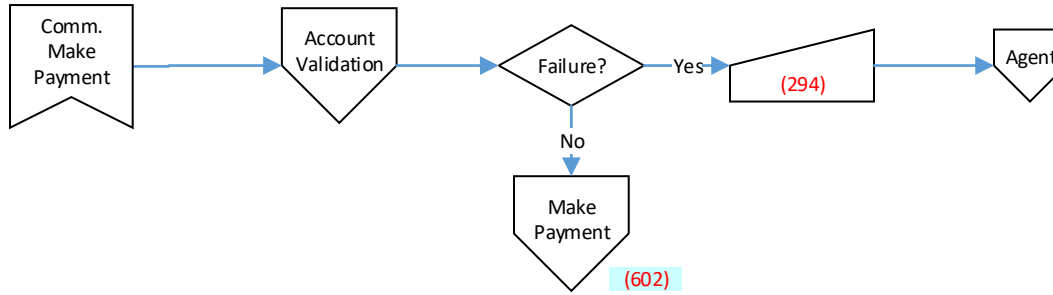 Comm.
Make
Payment
Account
Validation
Failure?
Yes
(294)
Agent
No
Make
Payment
(602)